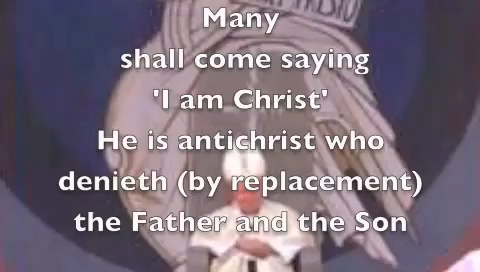 Many
shall come saying
'I am Christ'
He is antichrist who
denieth (by replacement)
the Father and the Son